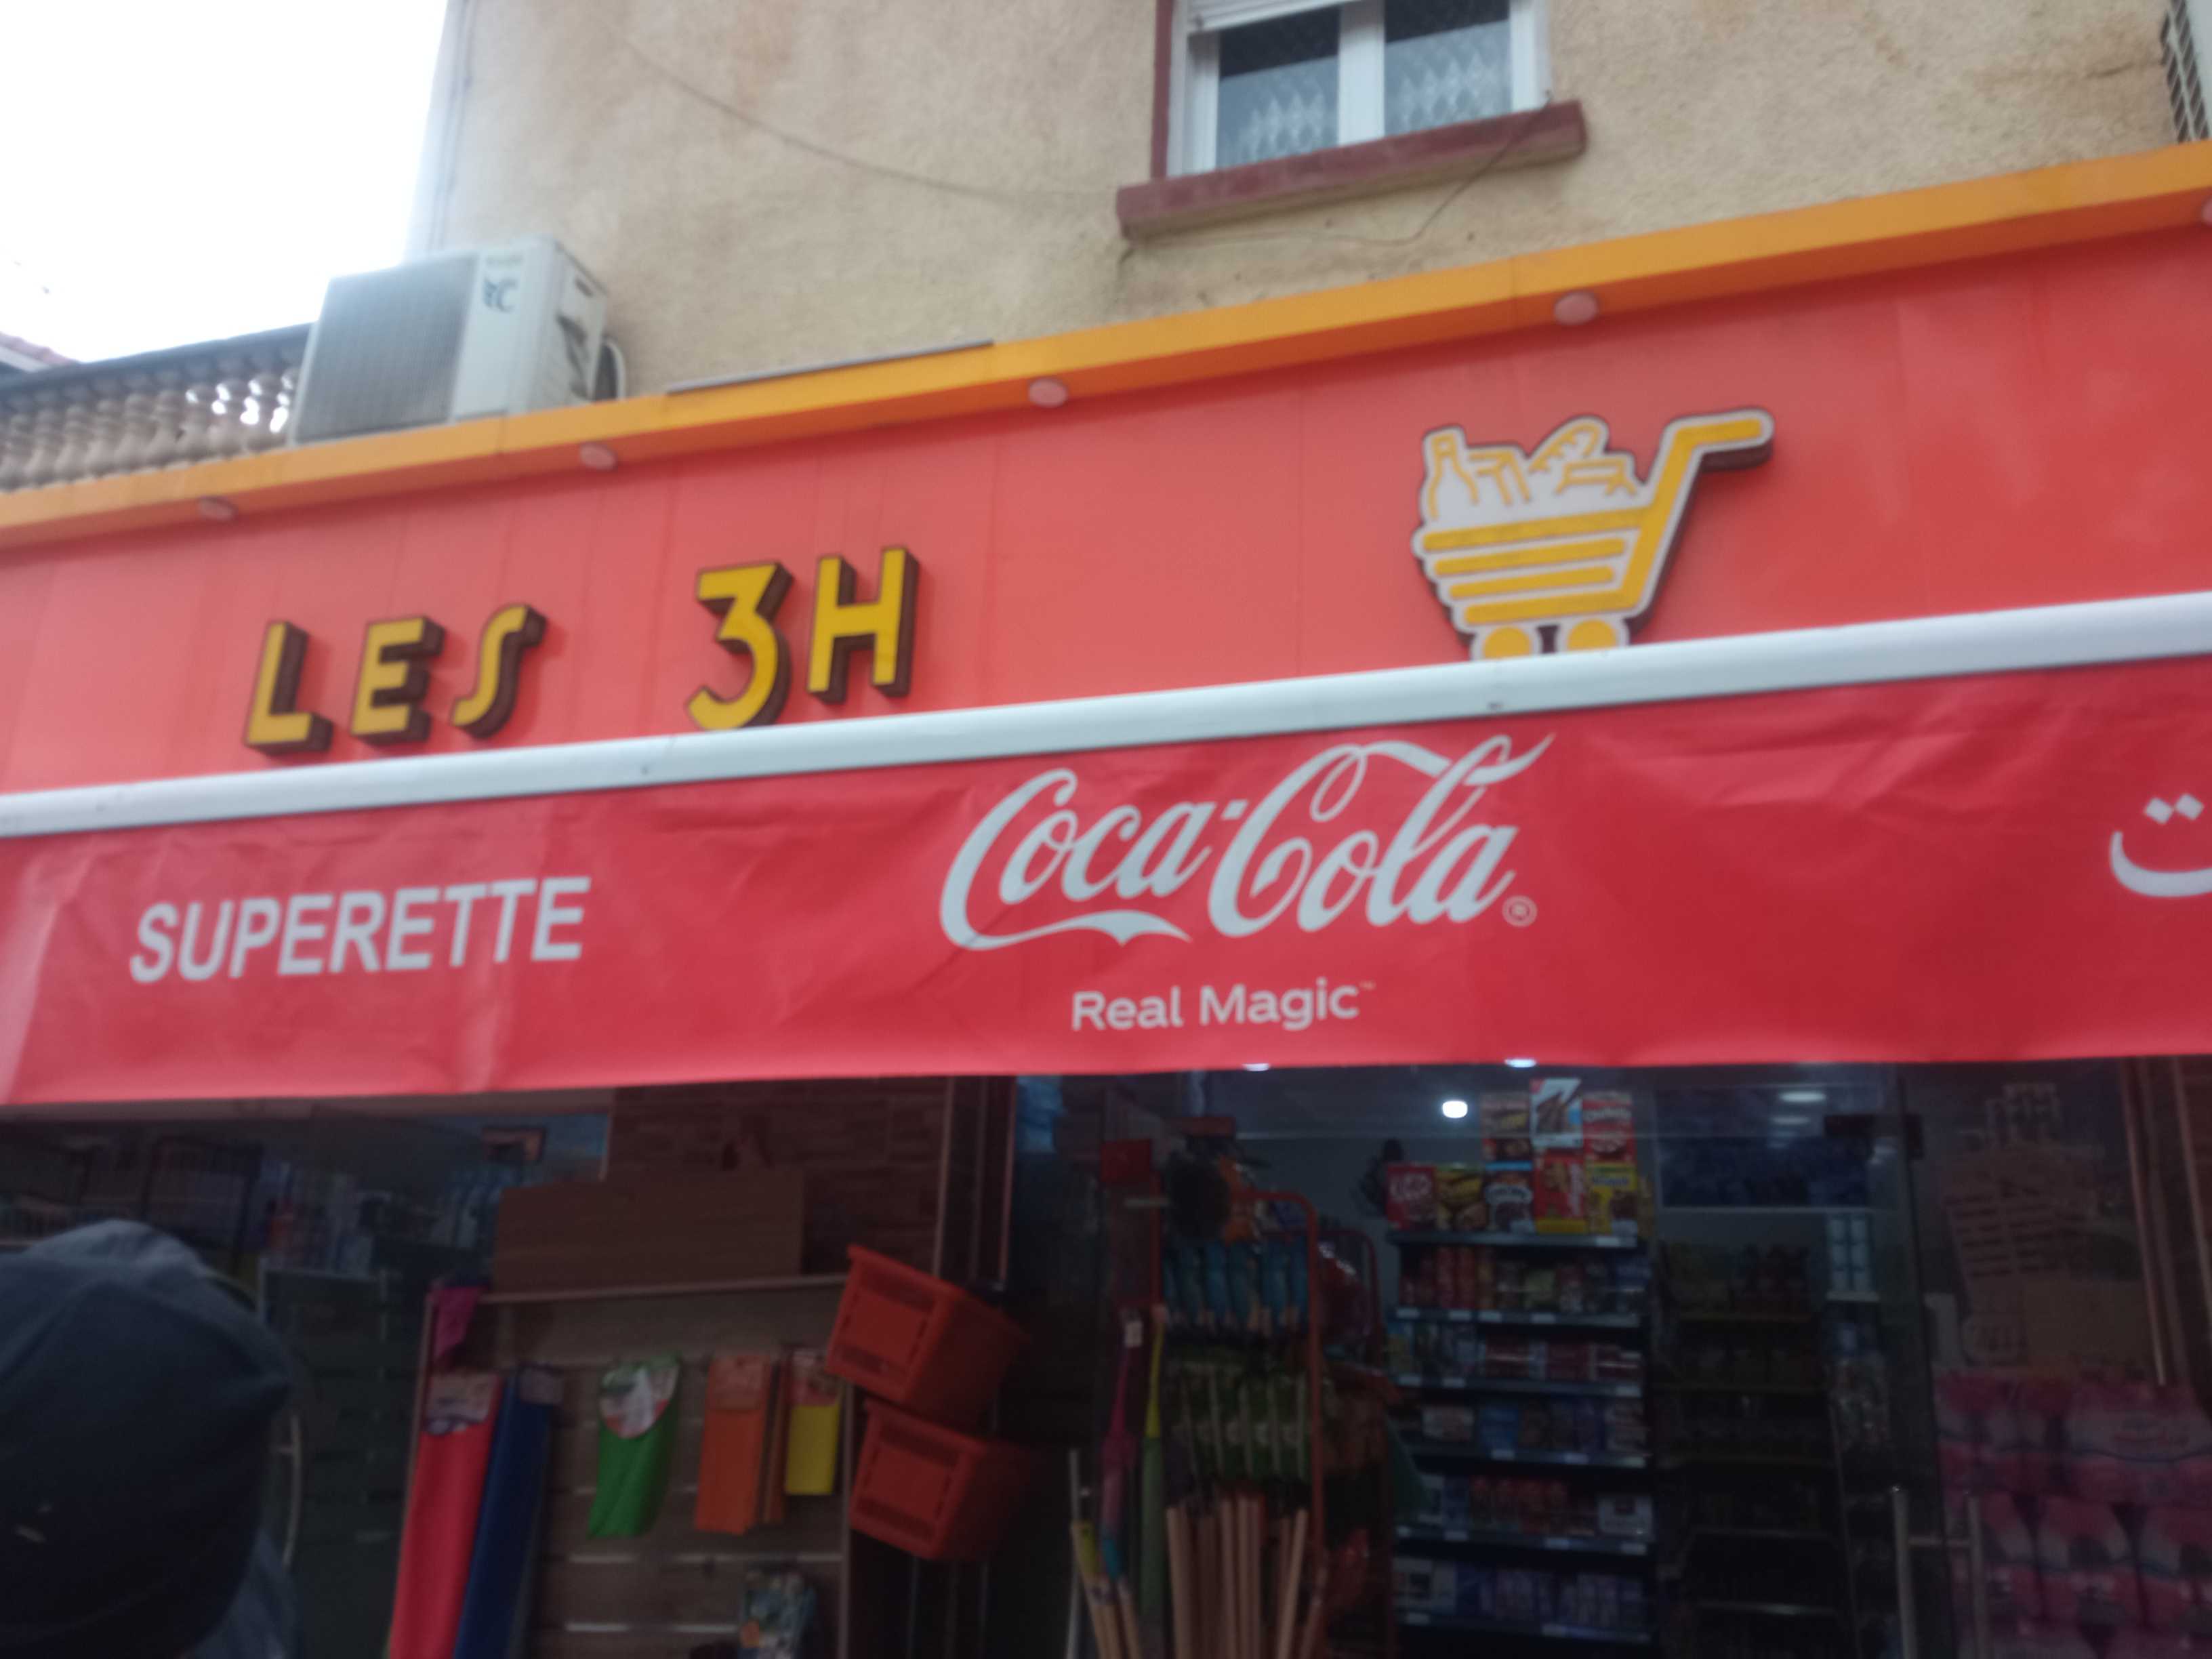 LES 3H
SUPERETTE
Coca-Cola
Real Magic